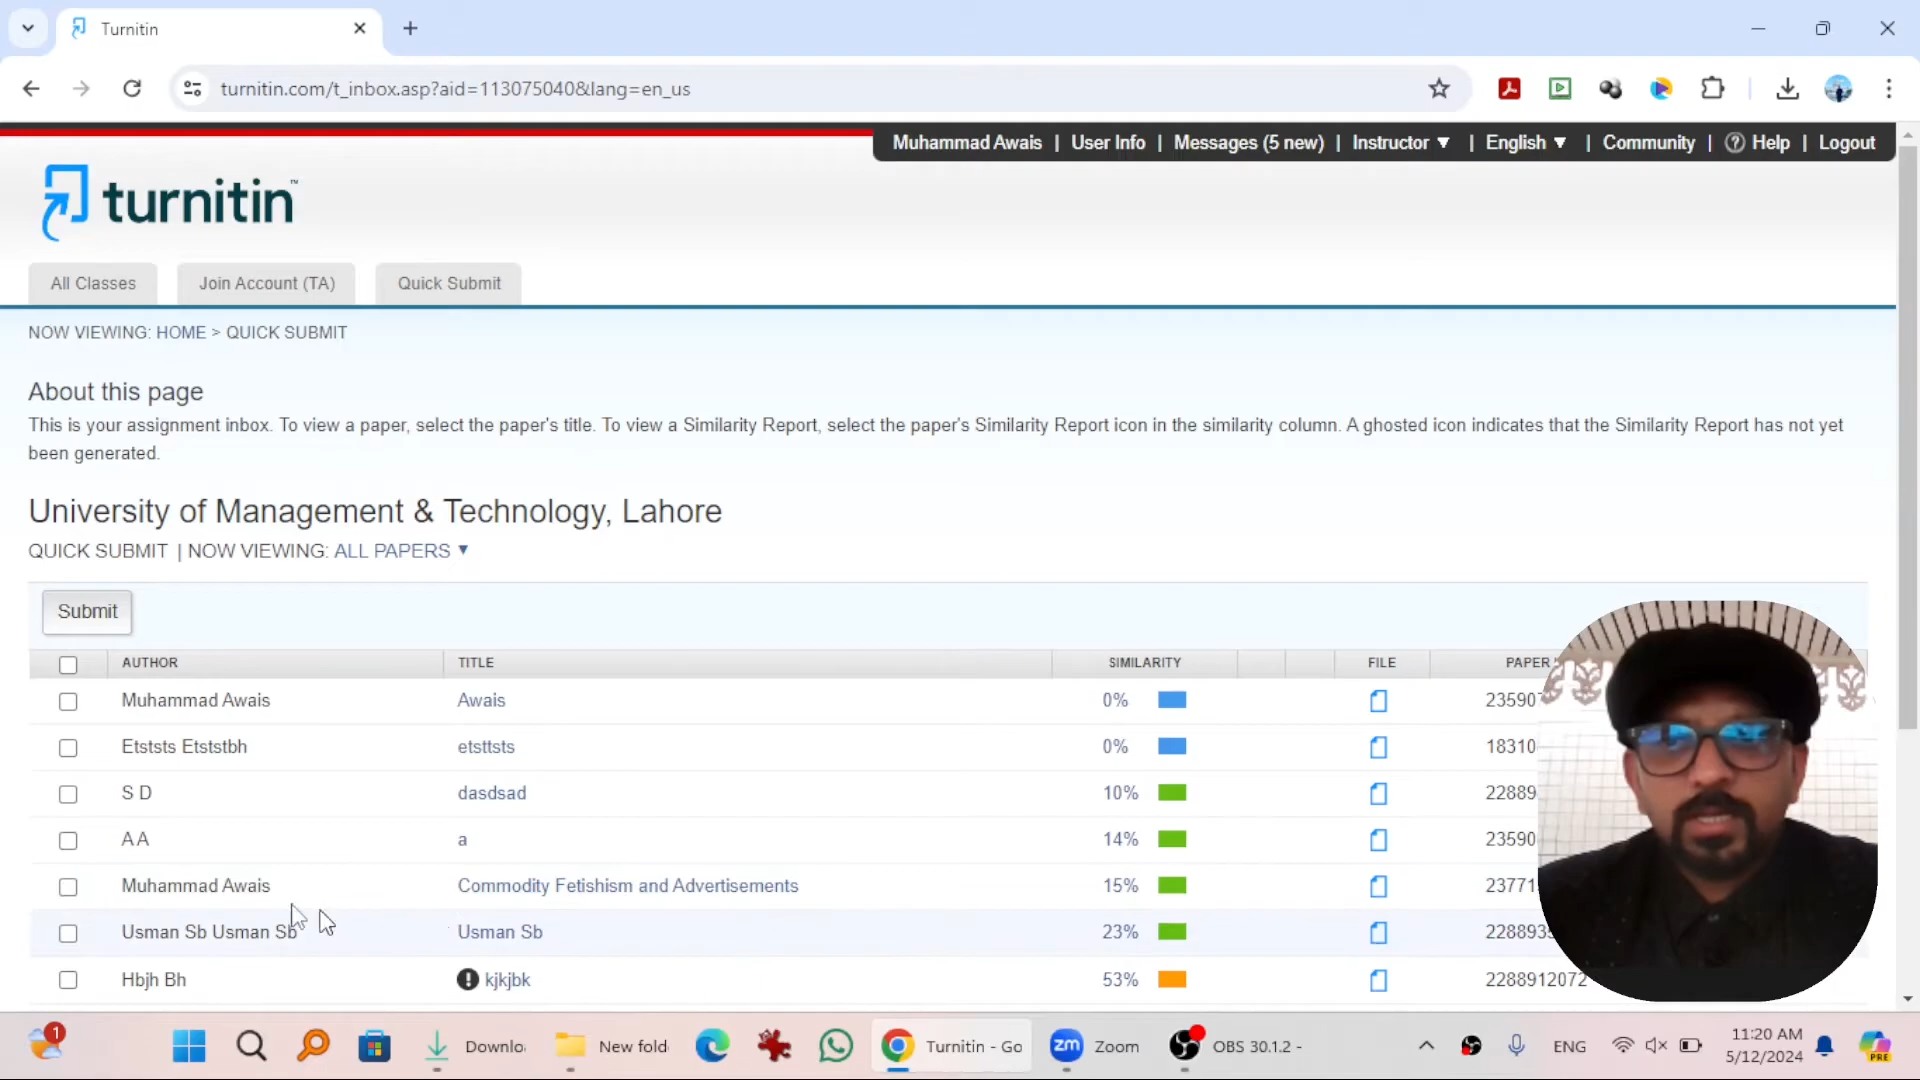 Turnitin
turnitin.com/t_inbox.asp?aid=113075040&lang=en_us
Muhammad Awais | User Info | Messages (5 new) | Instructor ▼ | English ▼ | Community | ? Help | Logout
turnitin™
All Classes Join Account (TA) Quick Submit
NOW VIEWING: HOME > QUICK SUBMIT
About this page
This is your assignment inbox. To view a paper, select the paper's title. To view a Similarity Report, select the paper's Similarity Report icon in the similarity column. A ghosted icon indicates that the Similarity Report has not yet
been generated.
University of Management & Technology, Lahore
QUICK SUBMIT | NOW VIEWING: ALL PAPERS ▼
Submit
AUTHOR TITLE SIMILARITY FILE PAPER
Muhammad Awais Awais 0% 23590
Etststs Etststbh etsttsts 0% 18310
S D dasdsad 10% 22889
A A a 14% 23590
Muhammad Awais Commodity Fetishism and Advertisements 15% 23771
Usman Sb Usman Sb Usman Sb 23% 228893
Hbjh Bh kjkjbk 53% 2288912072
1 Downlo New fold Turnitin - Go zm Zoom OBS 30.1.2 - ENG 11:20 AM
5/12/2024
PRE